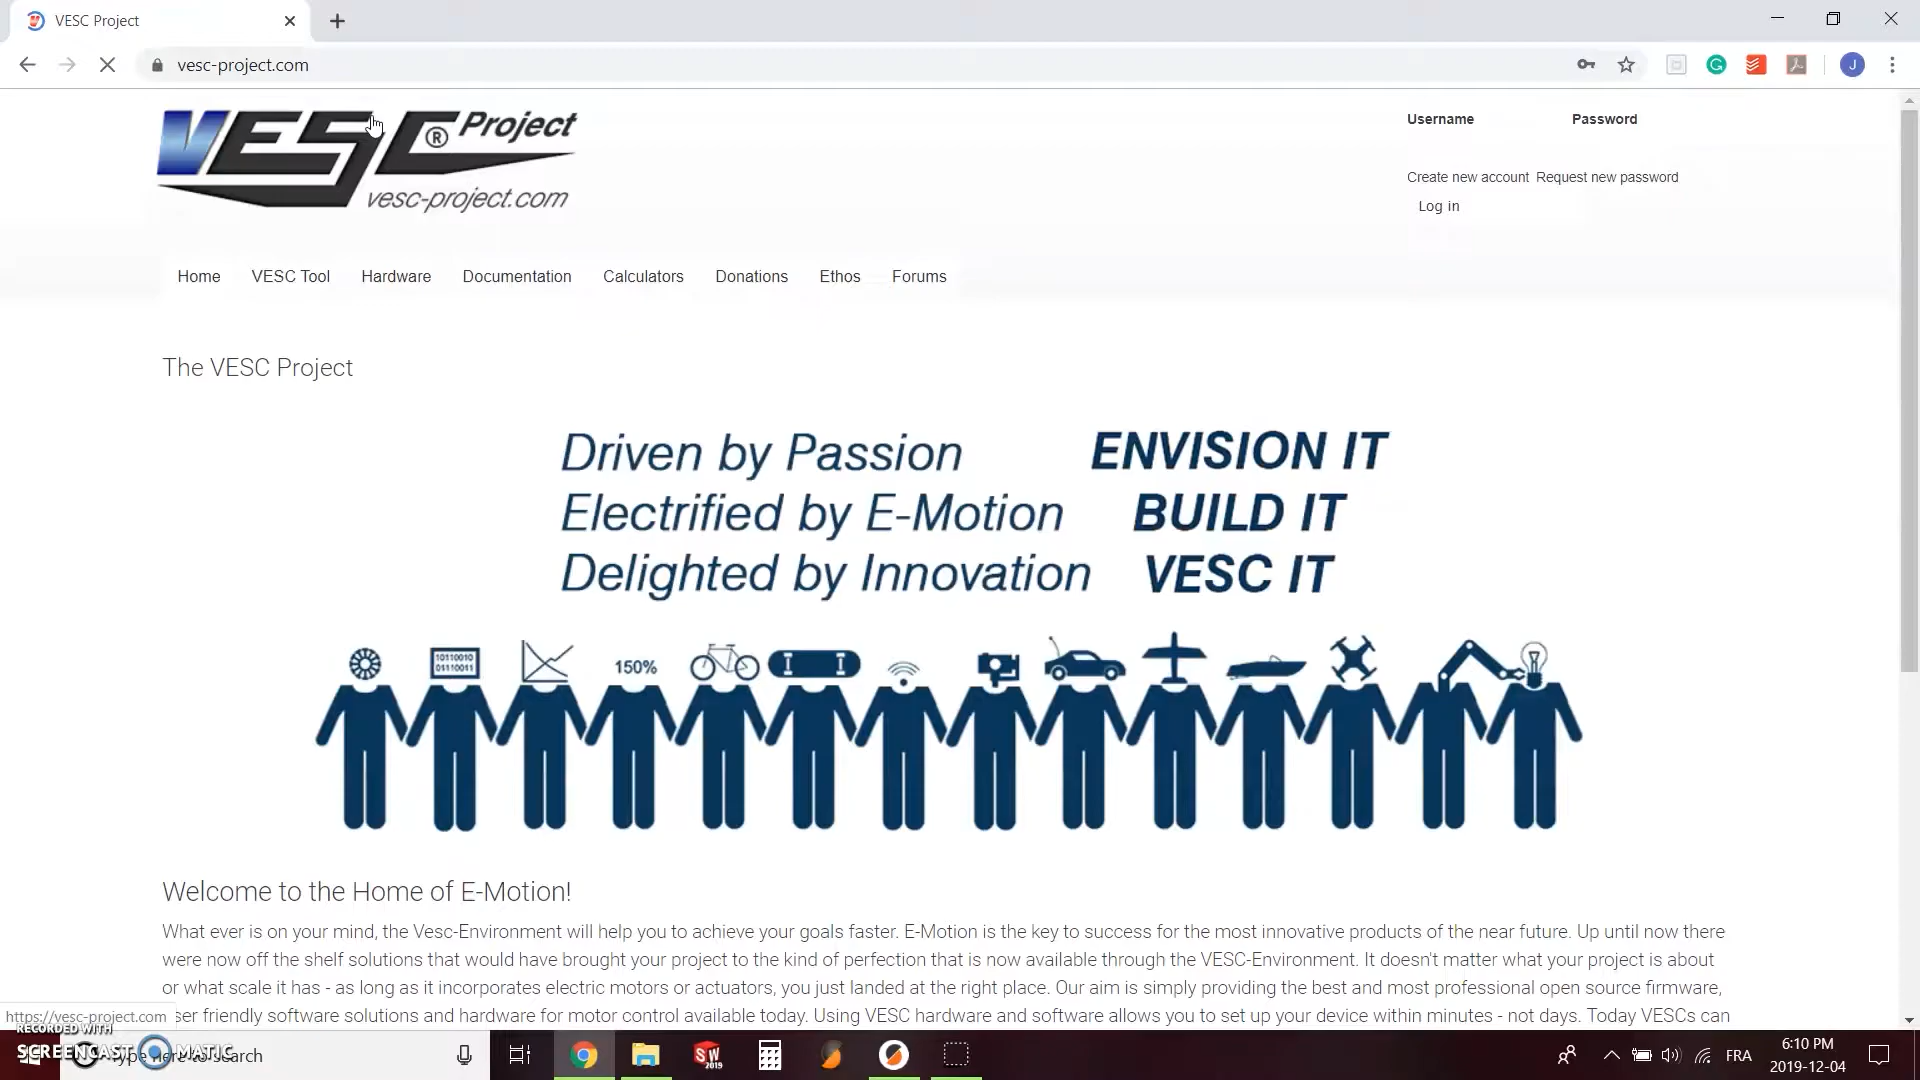 VESC Project
vesc-project.com
J
VESC® Project
vesc-project.com
Username Password
Create new account Request new password
Log in
Home VESC Tool Hardware Documentation Calculators Donations Ethos Forums
The VESC Project
Driven by Passion ENVISION IT
Electrified by E-Motion BUILD IT
Delighted by Innovation VESC IT
10110010
01110011
150%
Welcome to the Home of E-Motion!
What ever is on your mind, the Vesc-Environment will help you to achieve your goals faster. E-Motion is the key to success for the most innovative products of the near future. Up until now there
were now off the shelf solutions that would have brought your project to the kind of perfection that is now available through the VESC-Environment. It doesn't matter what your project is about
or what scale it has - as long as it incorporates electric motors or actuators, you just landed at the right place. Our aim is simply providing the best and most professional open source firmware,
ser friendly software solutions and hardware for motor control available today. Using VESC hardware and software allows you to set up your device within minutes - not days. Today VESCs can
https://vesc-project.com
RECORDED WITH
SCREENCAST MATIC
Type here to search
SW
2019
FRA
6:10 PM
2019-12-04